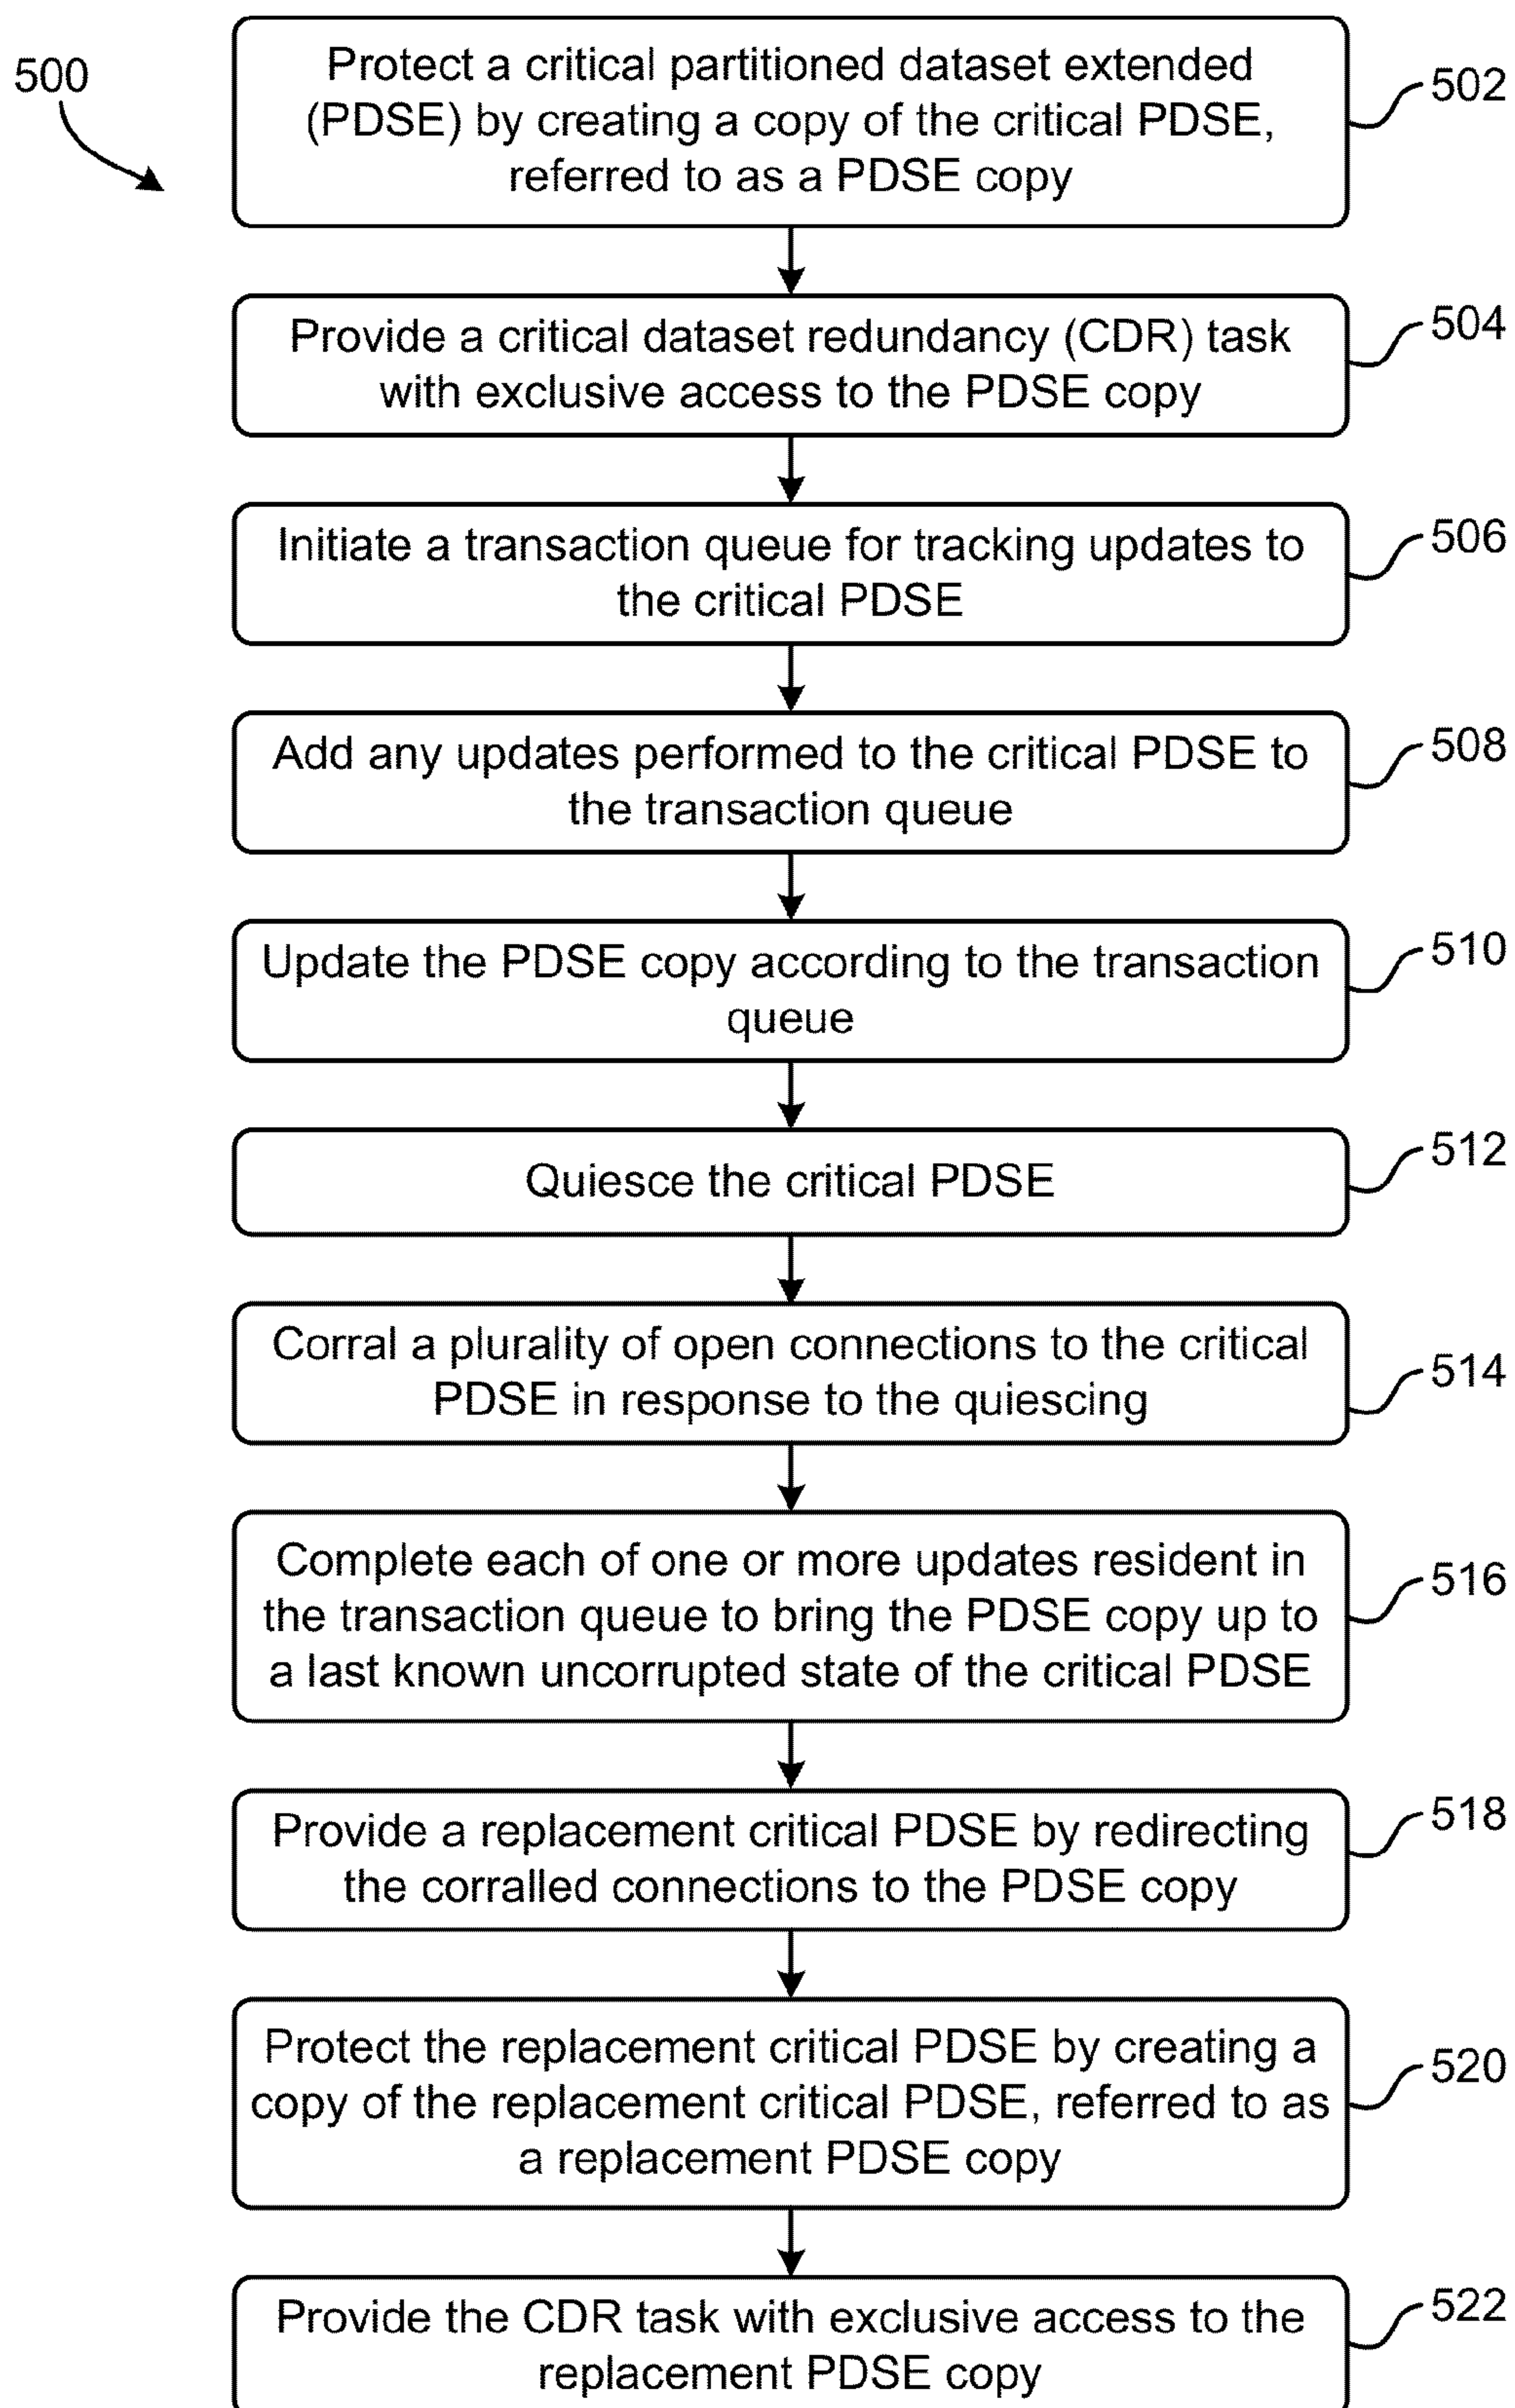 500
Protect a critical partitioned dataset extended
(PDSE) by creating a copy of the critical PDSE,
referred to as a PDSE copy
502
Provide a critical dataset redundancy (CDR) task
with exclusive access to the PDSE copy
504
Initiate a transaction queue for tracking updates to
the critical PDSE
506
Add any updates performed to the critical PDSE to
the transaction queue
508
Update the PDSE copy according to the transaction
queue
510
Quiesce the critical PDSE
512
Corral a plurality of open connections to the critical
PDSE in response to the quiescing
514
Complete each of one or more updates resident in
the transaction queue to bring the PDSE copy up to
a last known uncorrupted state of the critical PDSE
516
Provide a replacement critical PDSE by redirecting
the corralled connections to the PDSE copy
518
Protect the replacement critical PDSE by creating a
copy of the replacement critical PDSE, referred to as
a replacement PDSE copy
520
Provide the CDR task with exclusive access to the
replacement PDSE copy
522